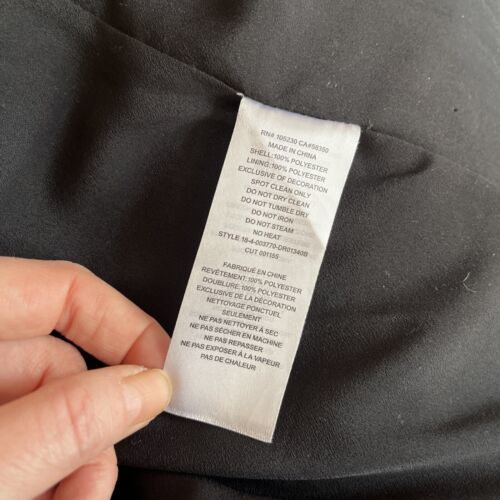 RN# 105230 CA#56350
MADE IN CHINA
SHELL:100% POLYESTER
LINING:100% POLYESTER
EXCLUSIVE OF DECORATION
SPOT CLEAN ONLY
DO NOT DRY CLEAN
DO NOT TUMBLE DRY
DO NOT IRON
DO NOT STEAM
NO HEAT
STYLE 18-4-003770-DR01340B
CUT 001155
FABRIQUÉ EN CHINE
REVÊTEMENT:100% POLYESTER
DOUBLURE:100% POLYESTER
EXCLUSIVE DE LA DÉCORATION
NETTOYAGE PONCTUEL
SEULEMENT
NE PAS NETTOYER À SEC
NE PAS SÉCHER EN MACHINE
NE PAS REPASSER
NE PAS EXPOSER À LA VAPEUR
PAS DE CHALEUR